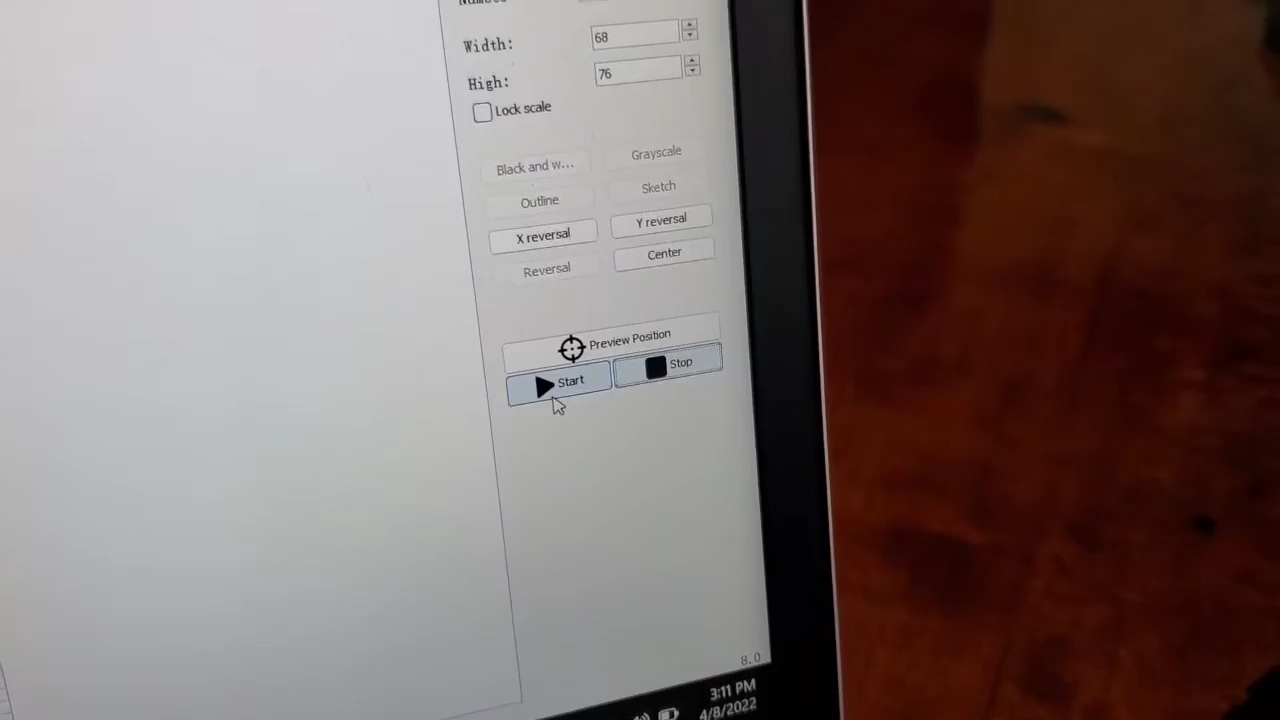 Width: 68
High: 76
Lock scale
Black and w... Grayscale
Outline Sketch
X reversal Y reversal
Reversal Center
Preview Position
Start Stop
8.0
3:11 PM
4/8/2022